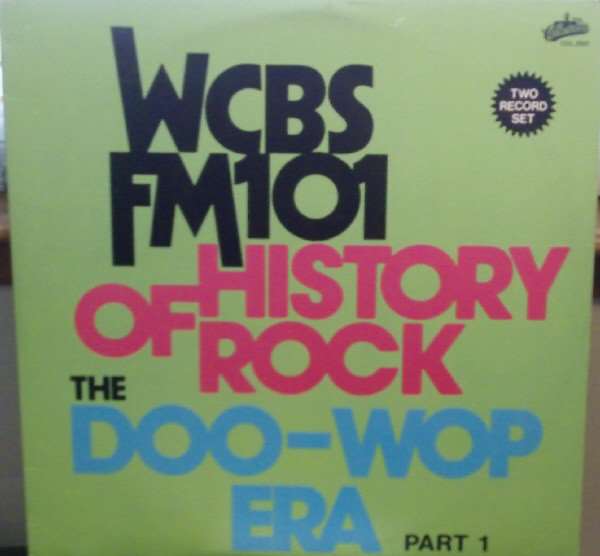 WCBS
FM101
HISTORY
OF ROCK
THE
DOO-WOP
ERA
PART 1
TWO
RECORD
SET